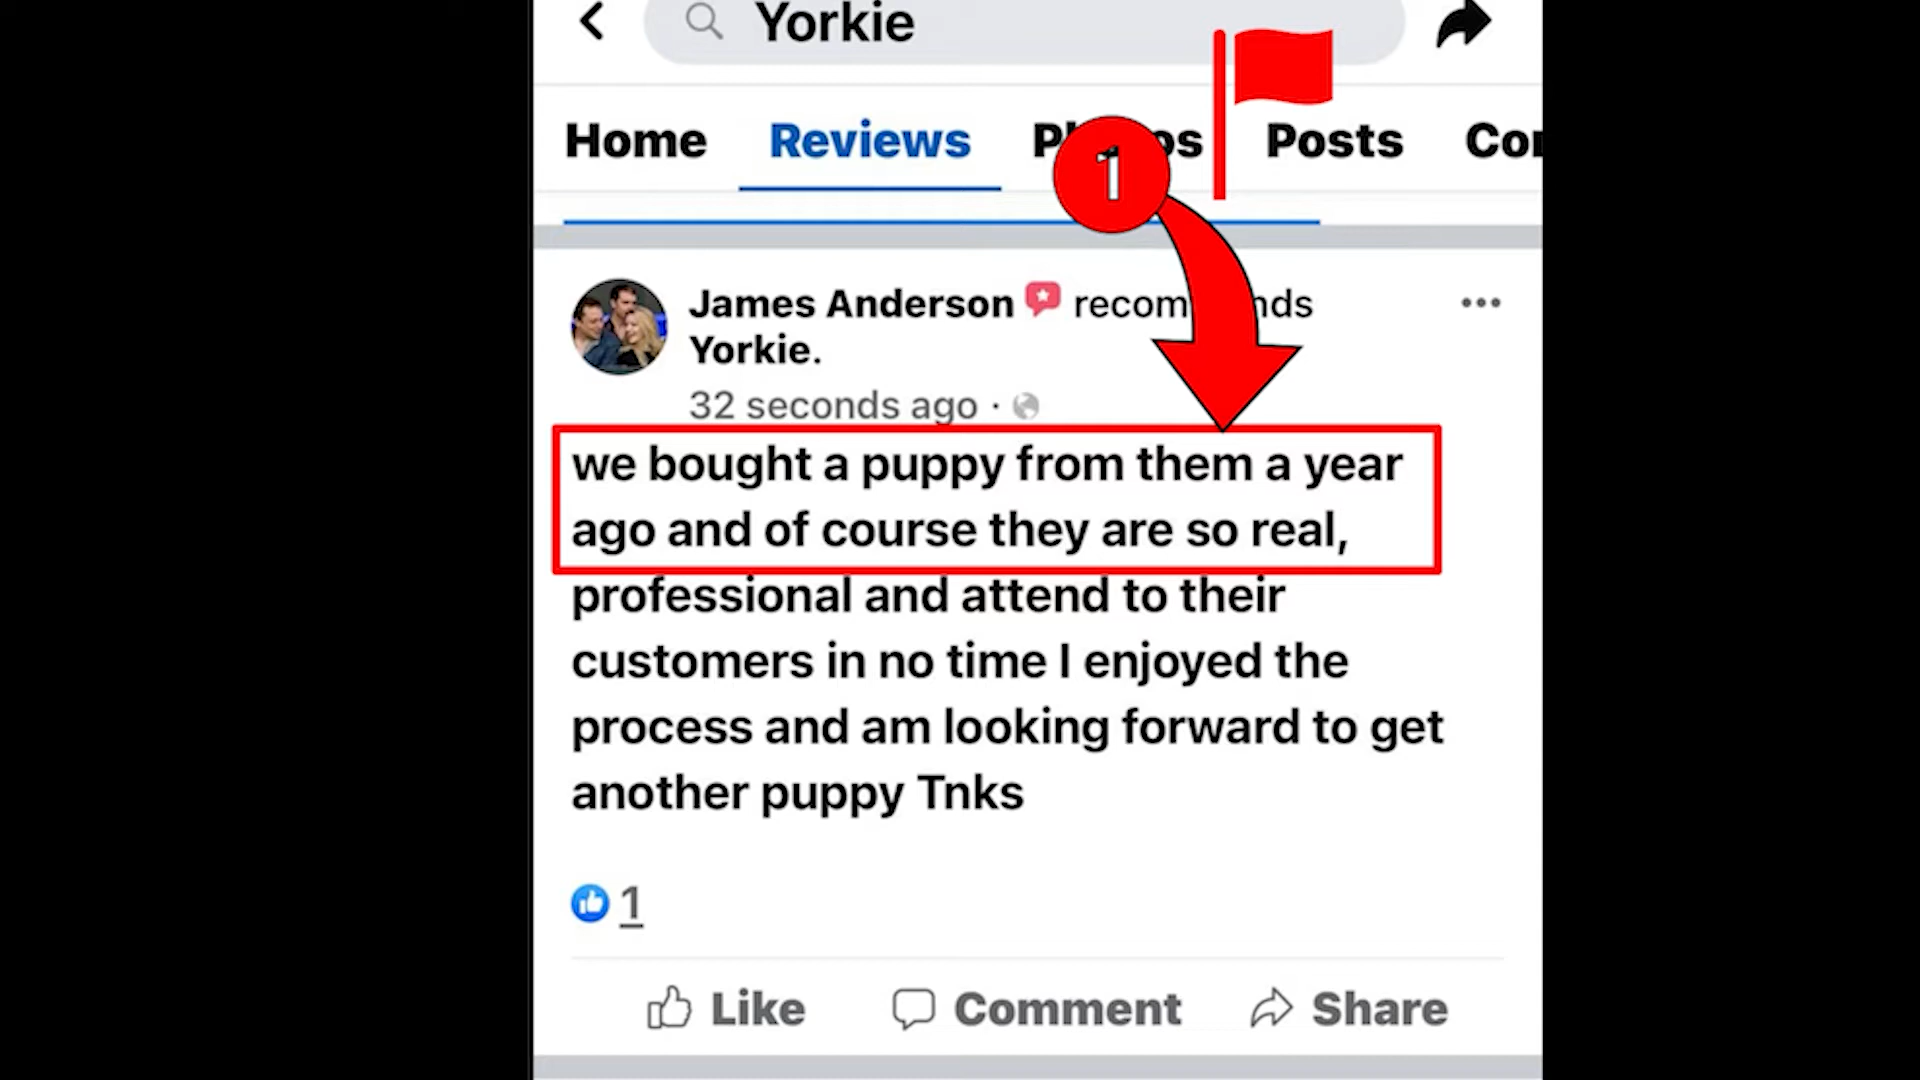 Yorkie
Home Reviews Posts
1
James Anderson
Yorkie.
32 seconds ago ·
we bought a puppy from them a year
ago and of course they are so real,
professional and attend to their
customers in no time I enjoyed the
process and am looking forward to get
another puppy Tnks
1
Like Comment Share